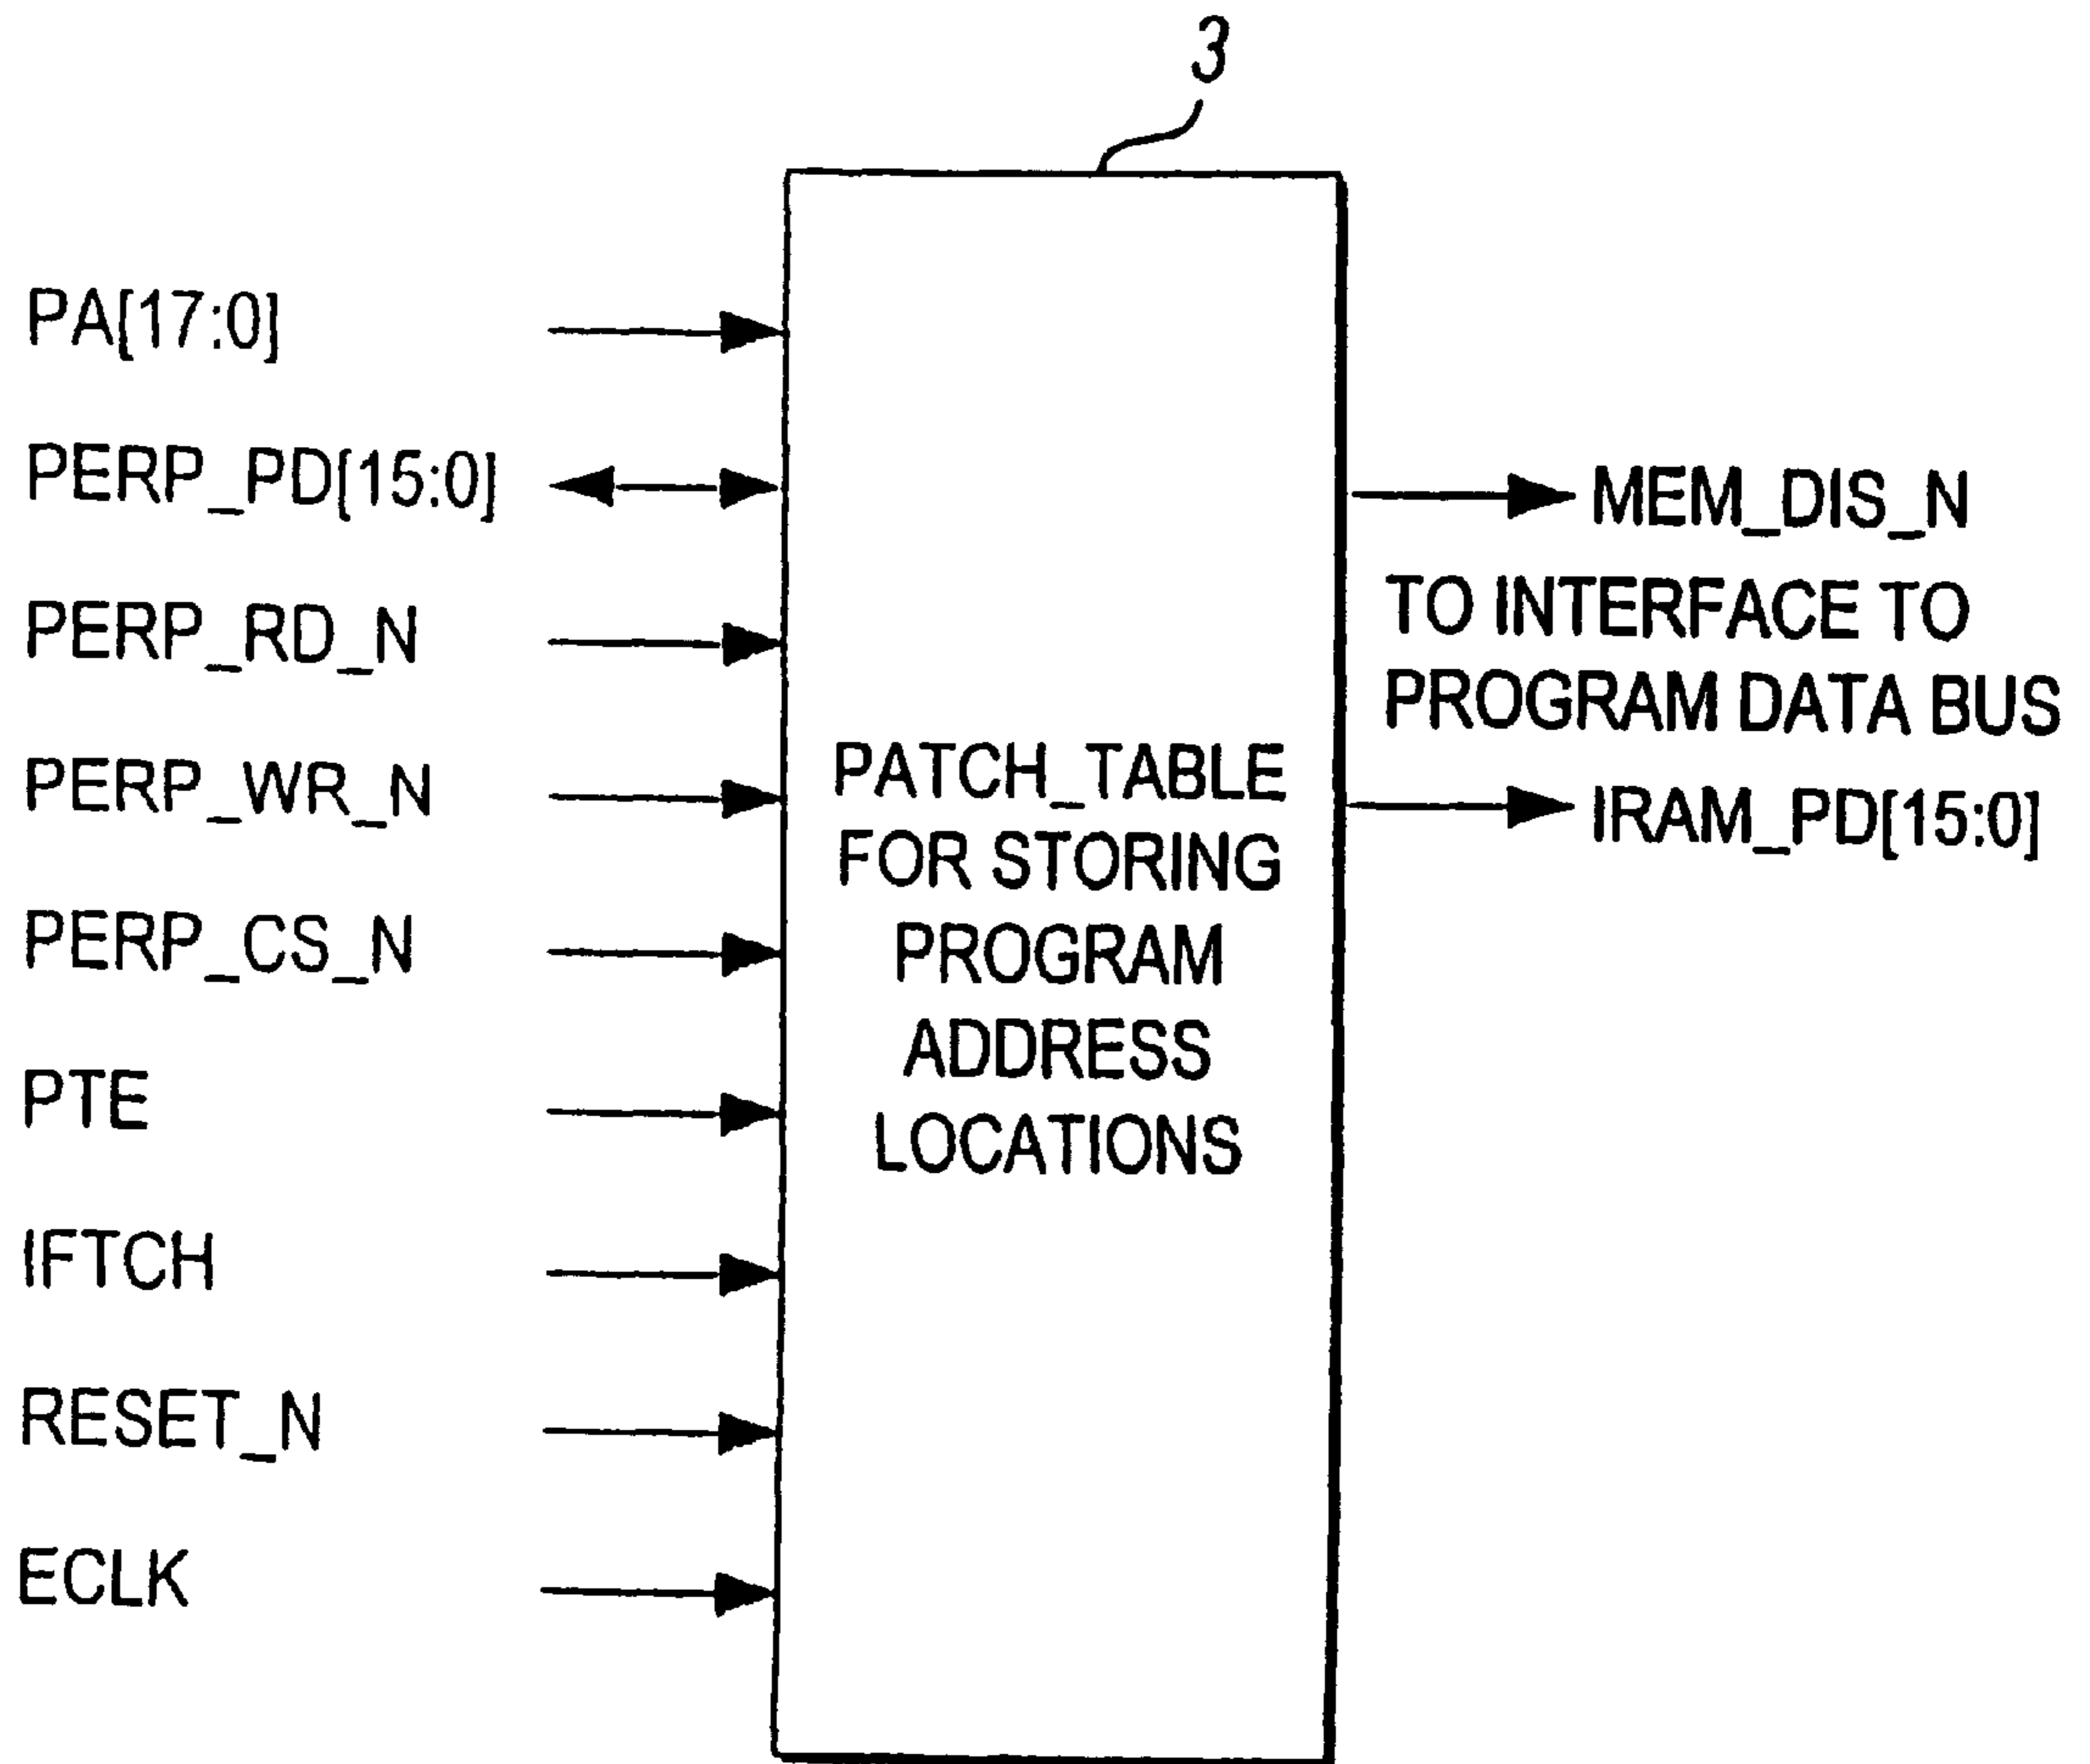 3
PA[17:0]
PERP_PD[15:0]
PERP_RD_N
PERP_WR_N
PERP_CS_N
PTE
IFTCH
RESET_N
ECLK
PATCH_TABLE
FOR STORING
PROGRAM
ADDRESS
LOCATIONS
MEM_DIS_N
TO INTERFACE TO
PROGRAM DATA BUS
IRAM_PD[15:0]